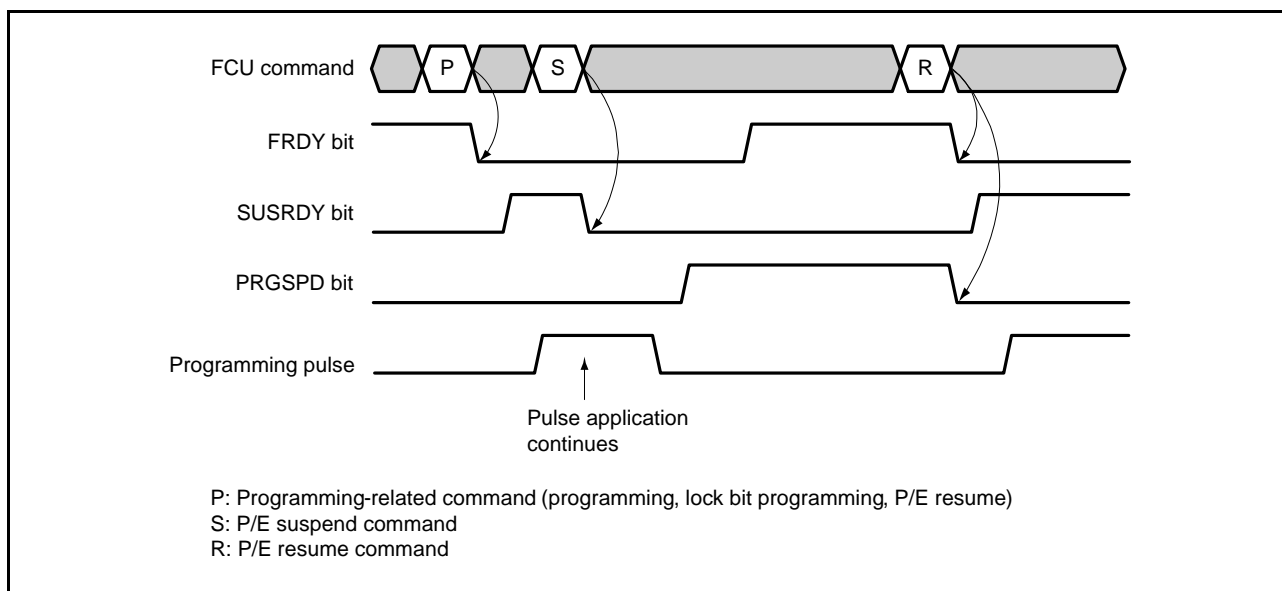 FCU command
P
S
R
FRDY bit
SUSRDY bit
PRGSPD bit
Programming pulse
Pulse application
continues
P: Programming-related command (programming, lock bit programming, P/E resume)
S: P/E suspend command
R: P/E resume command